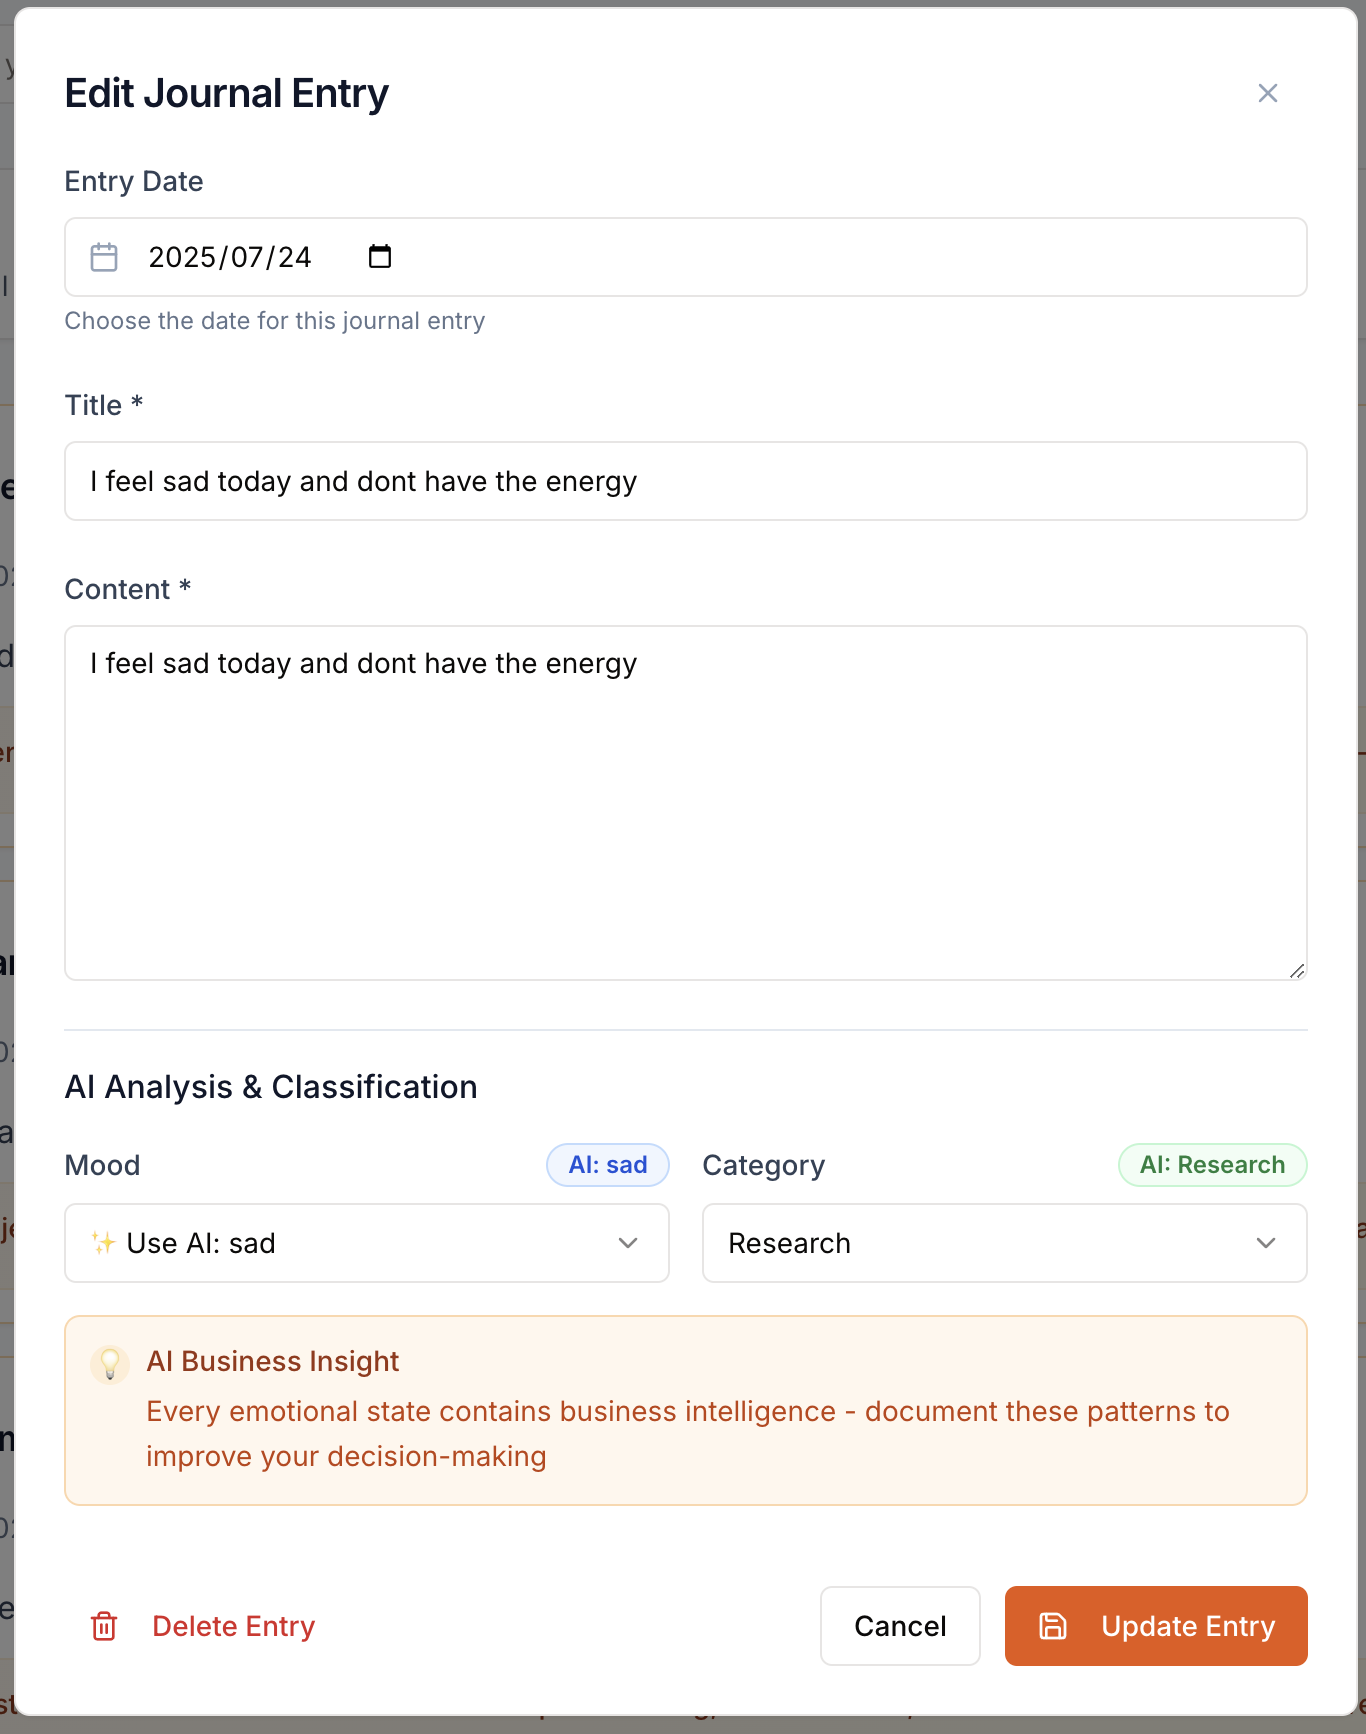 Edit Journal Entry
Entry Date
2025/07/24
Choose the date for this journal entry
Title *
I feel sad today and dont have the energy
Content *
I feel sad today and dont have the energy
AI Analysis & Classification
Mood
AI: sad
Category
AI: Research
✨ Use AI: sad
Research
AI Business Insight
Every emotional state contains business intelligence - document these patterns to
improve your decision-making
Delete Entry
Cancel
Update Entry